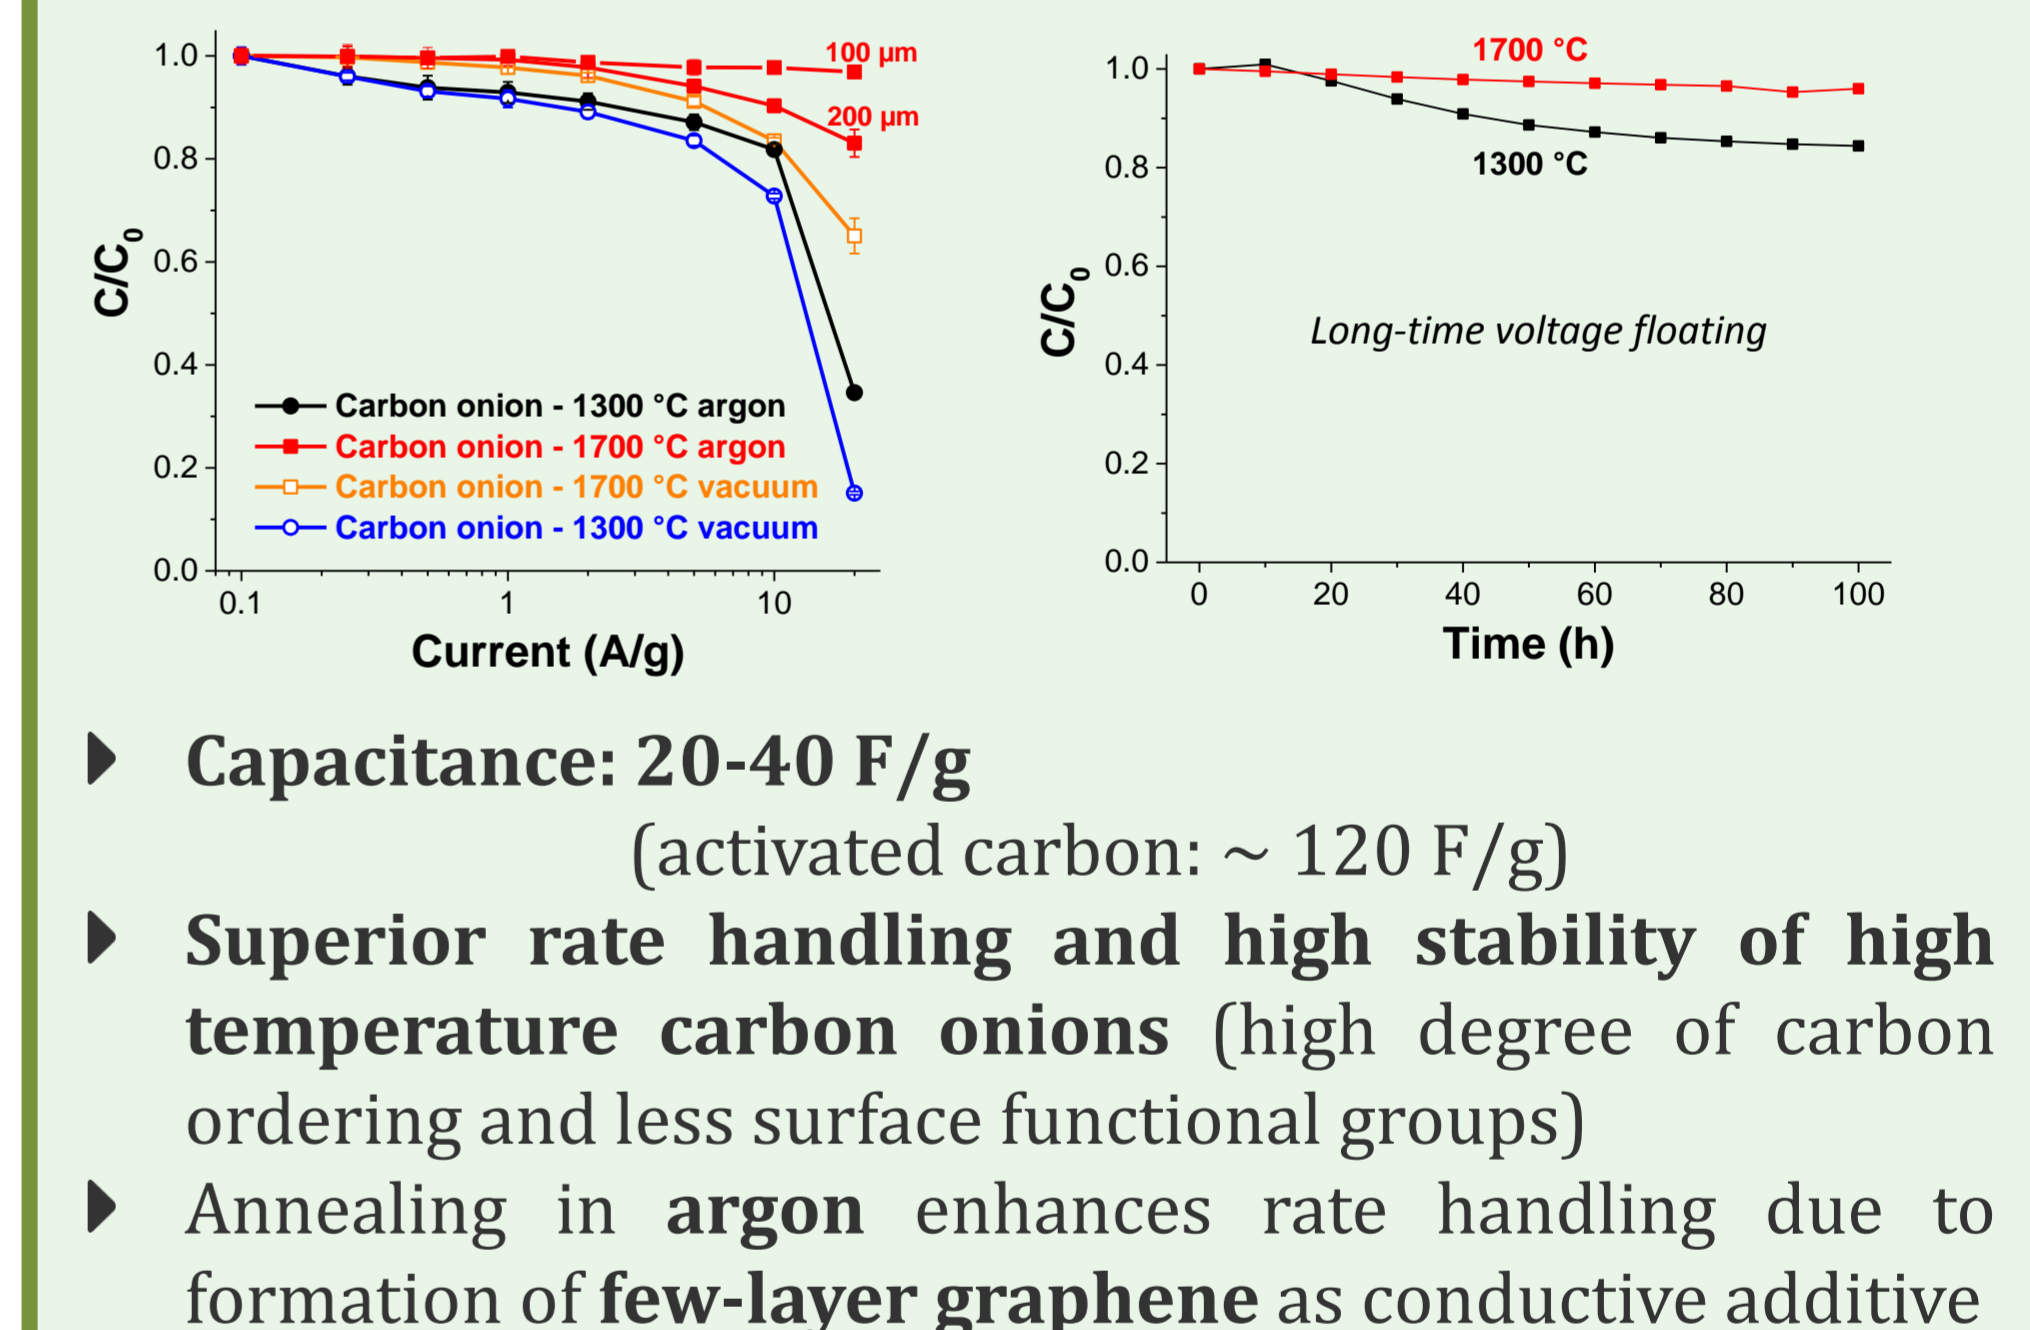 1.0
0.8
0.6
0.4
0.2
0.0
C/C0
0.1
1
10
Current (A/g)
100 µm
200 µm
Carbon onion - 1300 °C argon
Carbon onion - 1700 °C argon
Carbon onion - 1700 °C vacuum
Carbon onion - 1300 °C vacuum
1.0
0.8
0.6
0.4
0.2
0.0
C/C0
1700 °C
1300 °C
Long-time voltage floating
0
20
40
60
80
100
Time (h)
Capacitance: 20-40 F/g
(activated carbon: ~ 120 F/g)
Superior rate handling and high stability of high
temperature carbon onions (high degree of carbon
ordering and less surface functional groups)
Annealing in argon enhances rate handling due to
formation of few-layer graphene as conductive additive